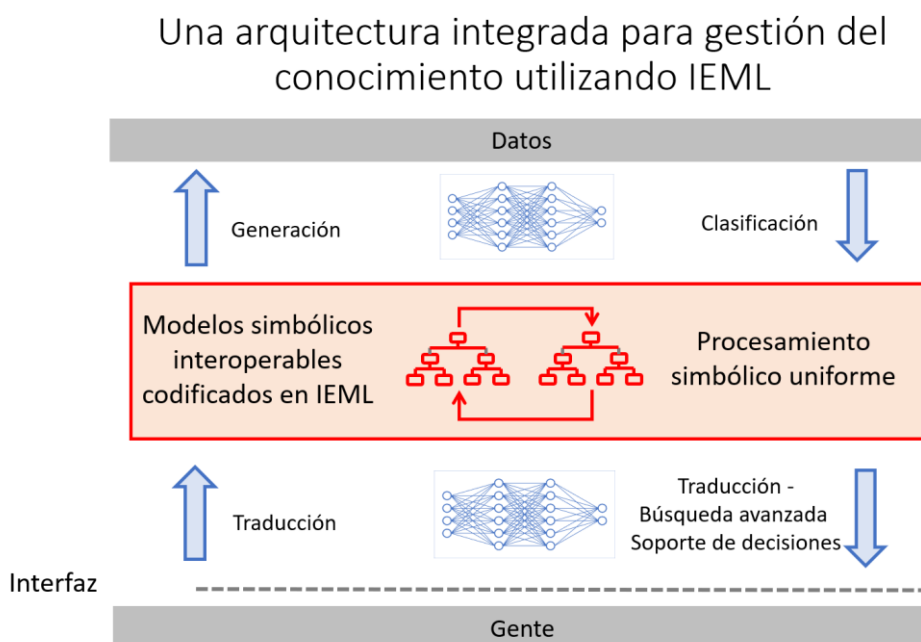 Una arquitectura integrada para gestión del
conocimiento utilizando IEML
Datos
Generación
Clasificación
Modelos simbólicos
interoperables
codificados en IEML
Procesamiento
simbólico uniforme
Traducción
Traducción -
Búsqueda avanzada
Soporte de decisiones
Interfaz
Gente